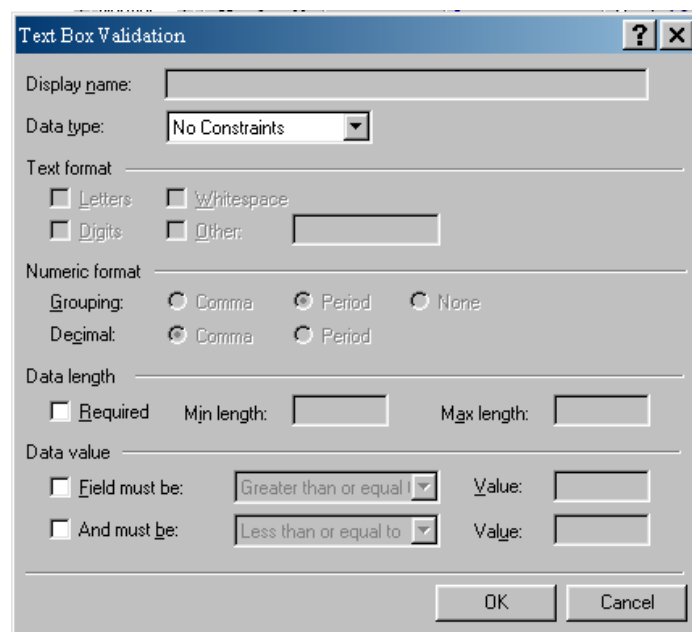 Text Box Validation
Display name:
Data type: No Constraints
Text format
Letters Whitespace
Digits Other:
Numeric format
Grouping: Comma Period None
Decimal: Comma Period
Data length
Required Min length: Max length:
Data value
Field must be: Greater than or equal Value:
And must be: Less than or equal to Value:
OK Cancel